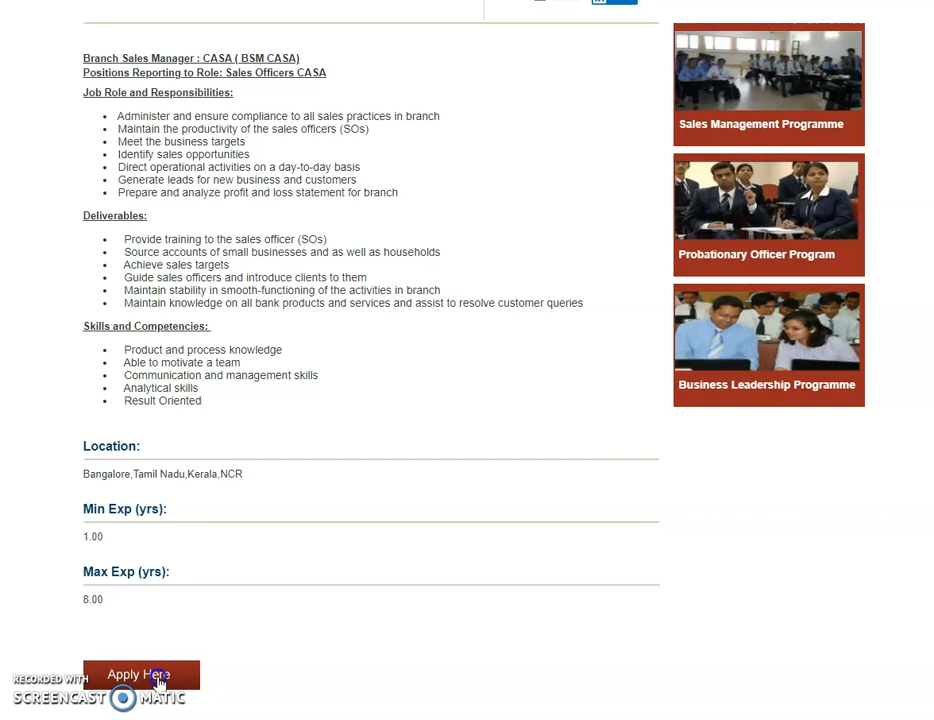 Branch Sales Manager : CASA ( BSM CASA)
Positions Reporting to Role: Sales Officers CASA
Job Role and Responsibilities:
Administer and ensure compliance to all sales practices in branch
Maintain the productivity of the sales officers (SOs)
Meet the business targets
Identify sales opportunities
Direct operational activities on a day-to-day basis
Generate leads for new business and customers
Prepare and analyze profit and loss statement for branch
Deliverables:
Provide training to the sales officer (SOs)
Source accounts of small businesses and as well as households
Achieve sales targets
Guide sales officers and introduce clients to them
Maintain stability in smooth-functioning of the activities in branch
Maintain knowledge on all bank products and services and assist to resolve customer queries
Skills and Competencies:
Product and process knowledge
Able to motivate a team
Communication and management skills
Analytical skills
Result Oriented
Location:
Bangalore,Tamil Nadu,Kerala,NCR
Min Exp (yrs):
1.00
Max Exp (yrs):
8.00
Apply Here
RECORDED WITH
SCREENCAST MATIC
Sales Management Programme
Probationary Officer Program
Business Leadership Programme